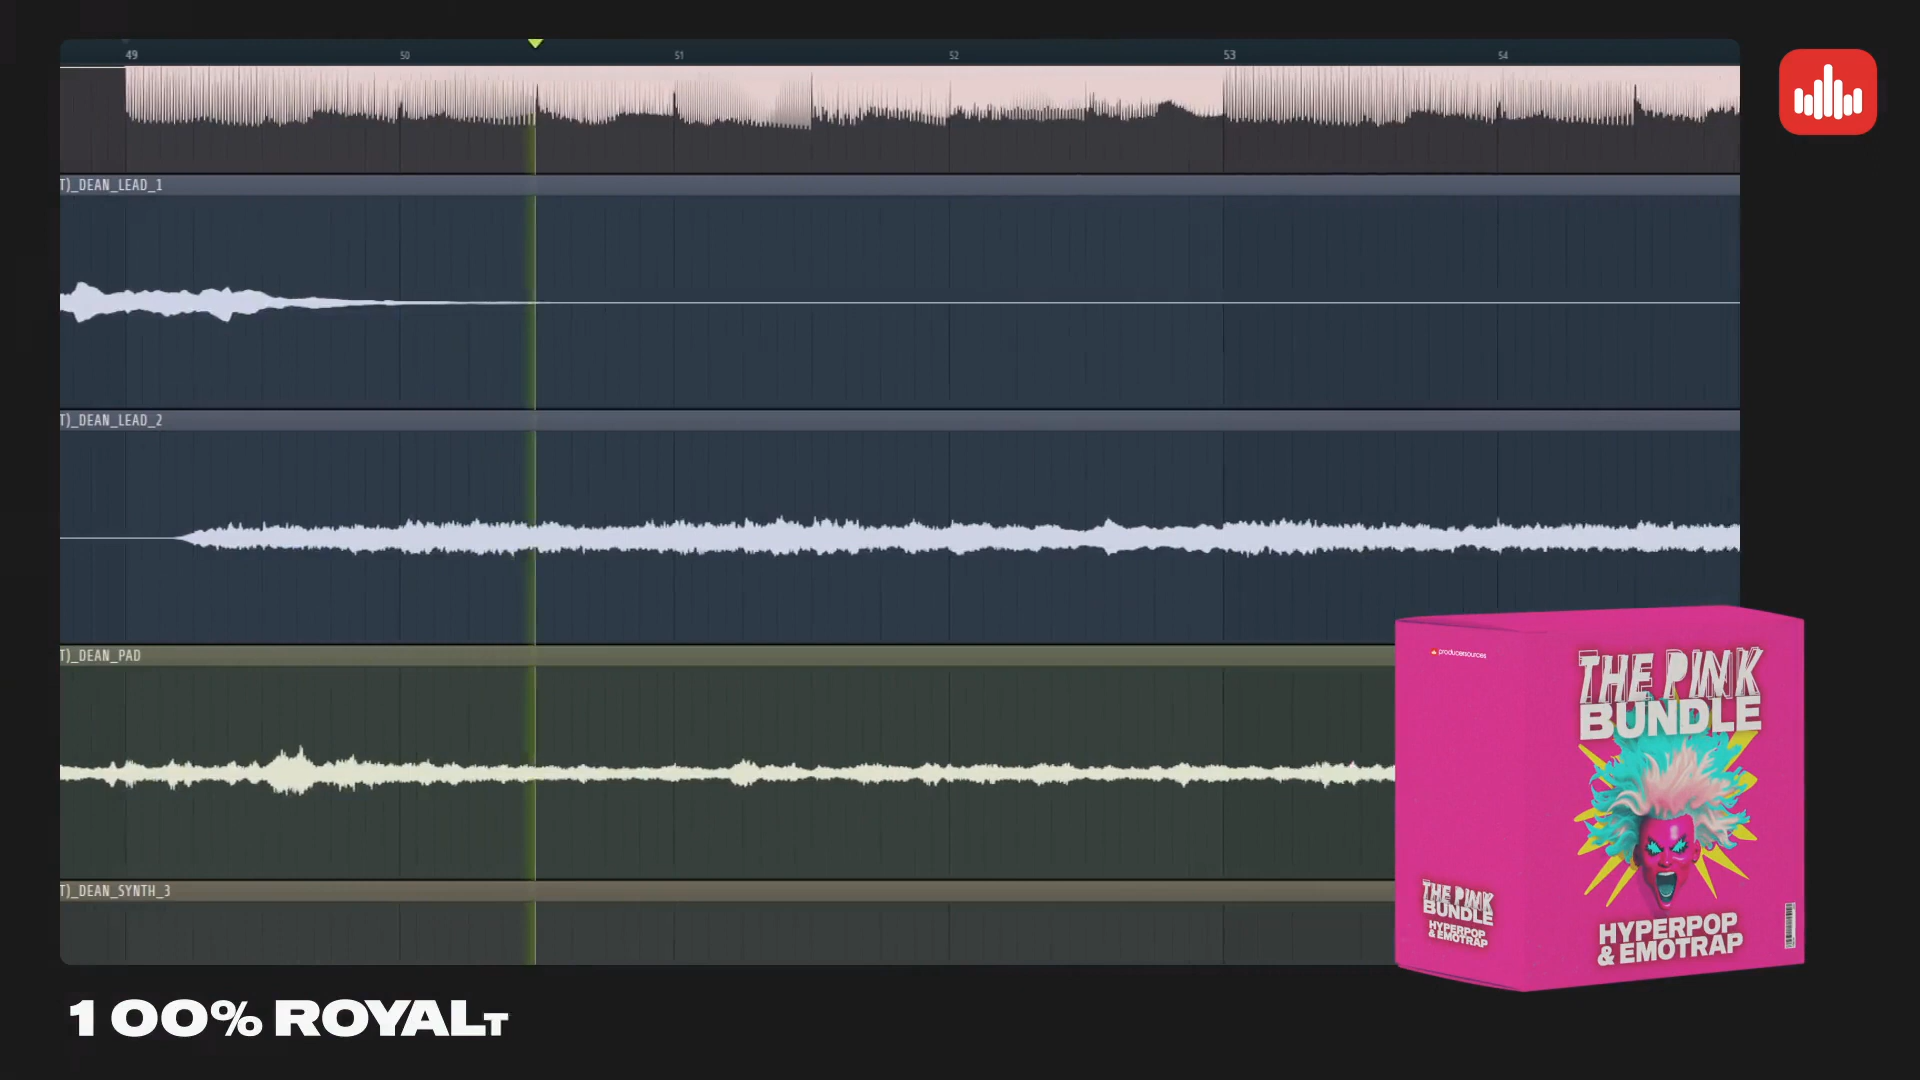 49 50 51 52 53 54
T)_DEAN_LEAD_1
T)_DEAN_LEAD_2
T)_DEAN_PAD
T)_DEAN_SYNTH_3
producersources
THE PINK
BUNDLE
HYPERPOP
& EMOTRAP
THE PINK
BUNDLE
HYPERPOP
& EMOTRAP
100% ROYALT